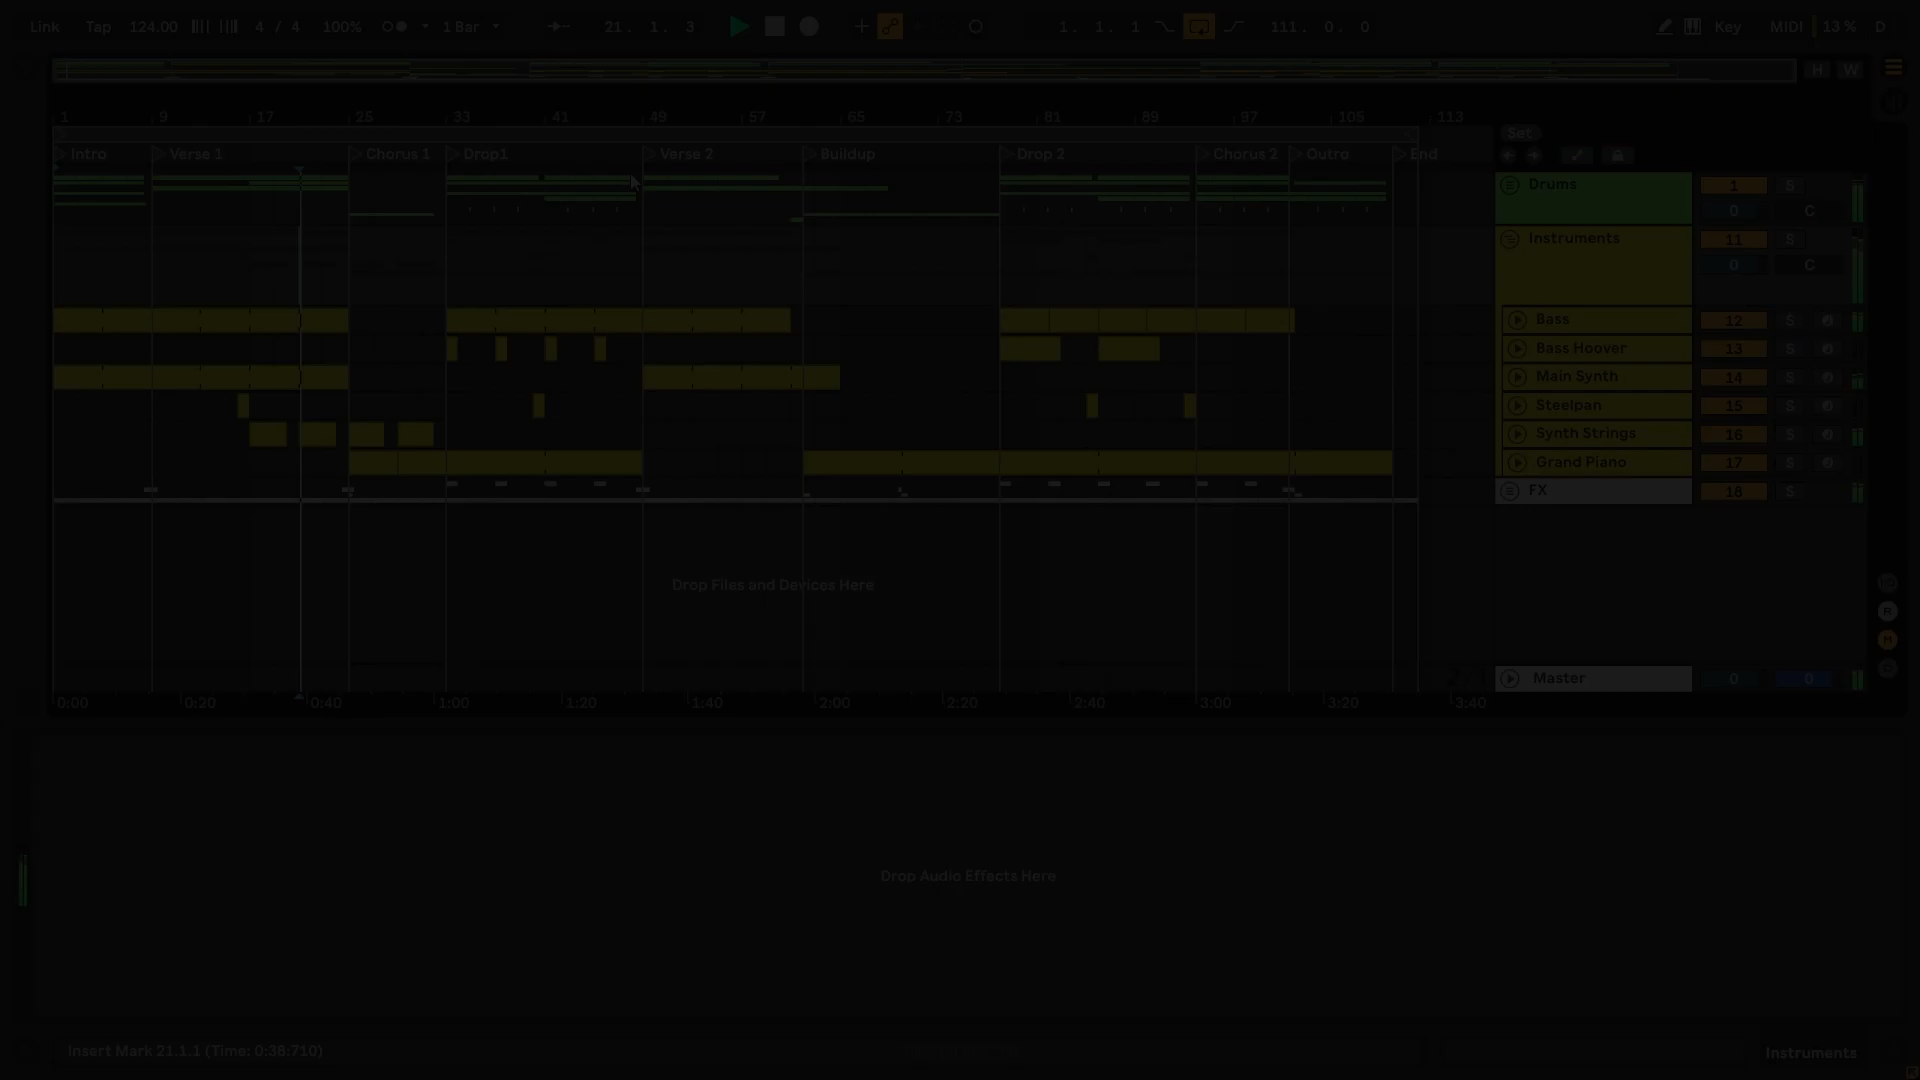 Link Tap 124.00 4 / 4 100% 1 Bar 21. 1. 3 1. 1. 1 111. 0. 0 Key MIDI 13 % D
H W
1 9 17 25 33 41 49 57 65 73 81 89 97 105 113
Set
Intro Verse 1 Chorus 1 Drop1 Verse 2 Buildup Drop 2 Chorus 2 Outro End
Drums 1 S
0 C
Instruments 11 S
0 C
Bass 12 S
Bass Hoover 13 S
Main Synth 14 S
Steelpan 15 S
Synth Strings 16 S
Grand Piano 17 S
FX 18 S
Drop Files and Devices Here
R
M
Master 0 0
0:00 0:20 0:40 1:00 1:20 1:40 2:00 2:20 2:40 3:00 3:20 3:40
Drop Audio Effects Here
Insert Mark 21.1.1 (Time: 0:38:710)
Instruments